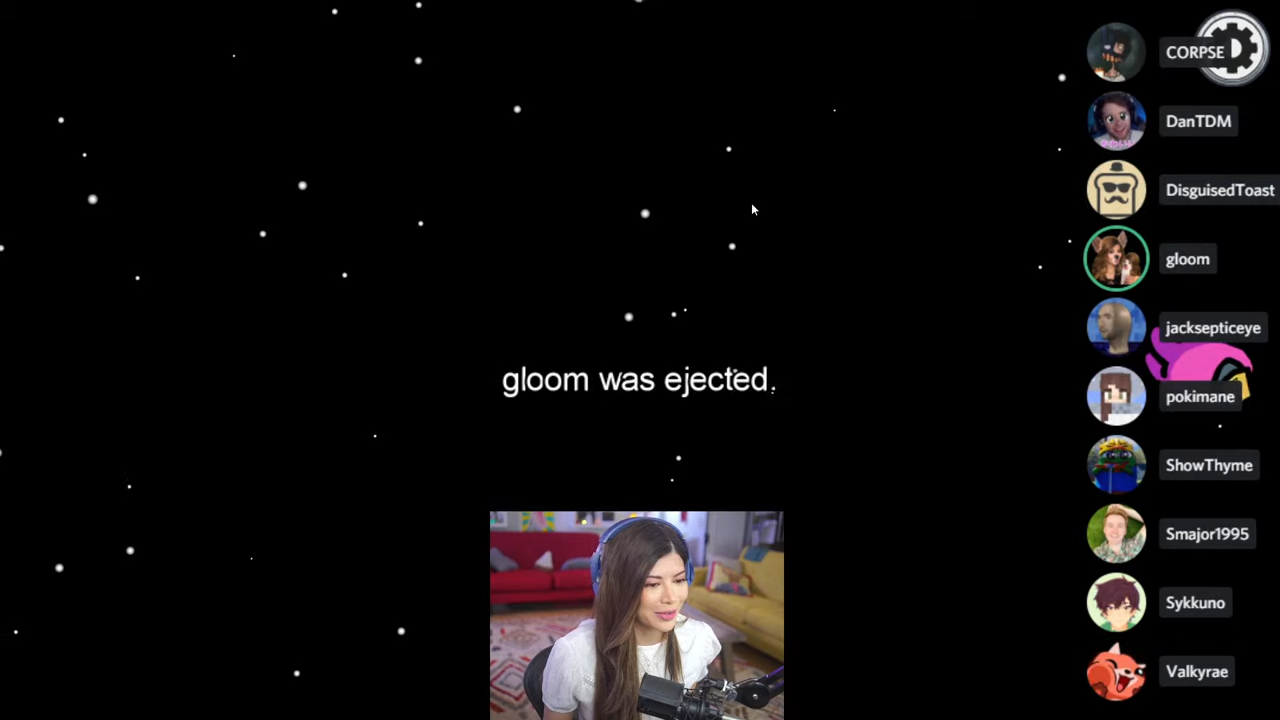 CORPSE
DanTDM
DisguisedToast
gloom
jacksepticeye
gloom was ejected.
pokimane
ShowThyme
Smajor1995
Sykkuno
Valkyrae